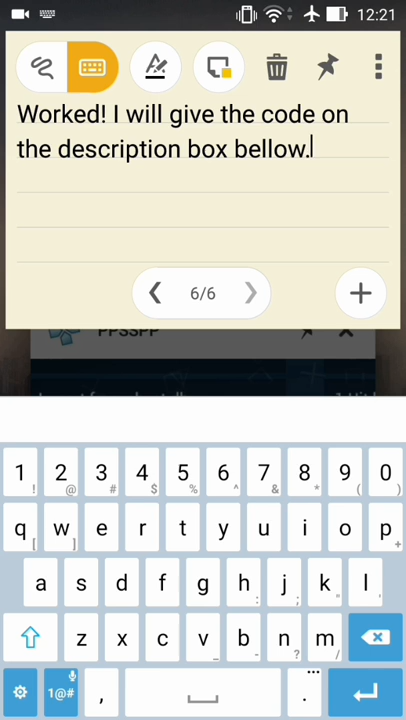 12:21
Worked! I will give the code on
the description box bellow.
6/6
PPSSPP
1 2 3 4 5 6 7 8 9 0
! @ # $ % ^ & * ( )
q w e r t y u i o p
[ ] +
a s d f g h j k l
: ; " '
z x c v b n m
_ - ? /
1@# , . ...